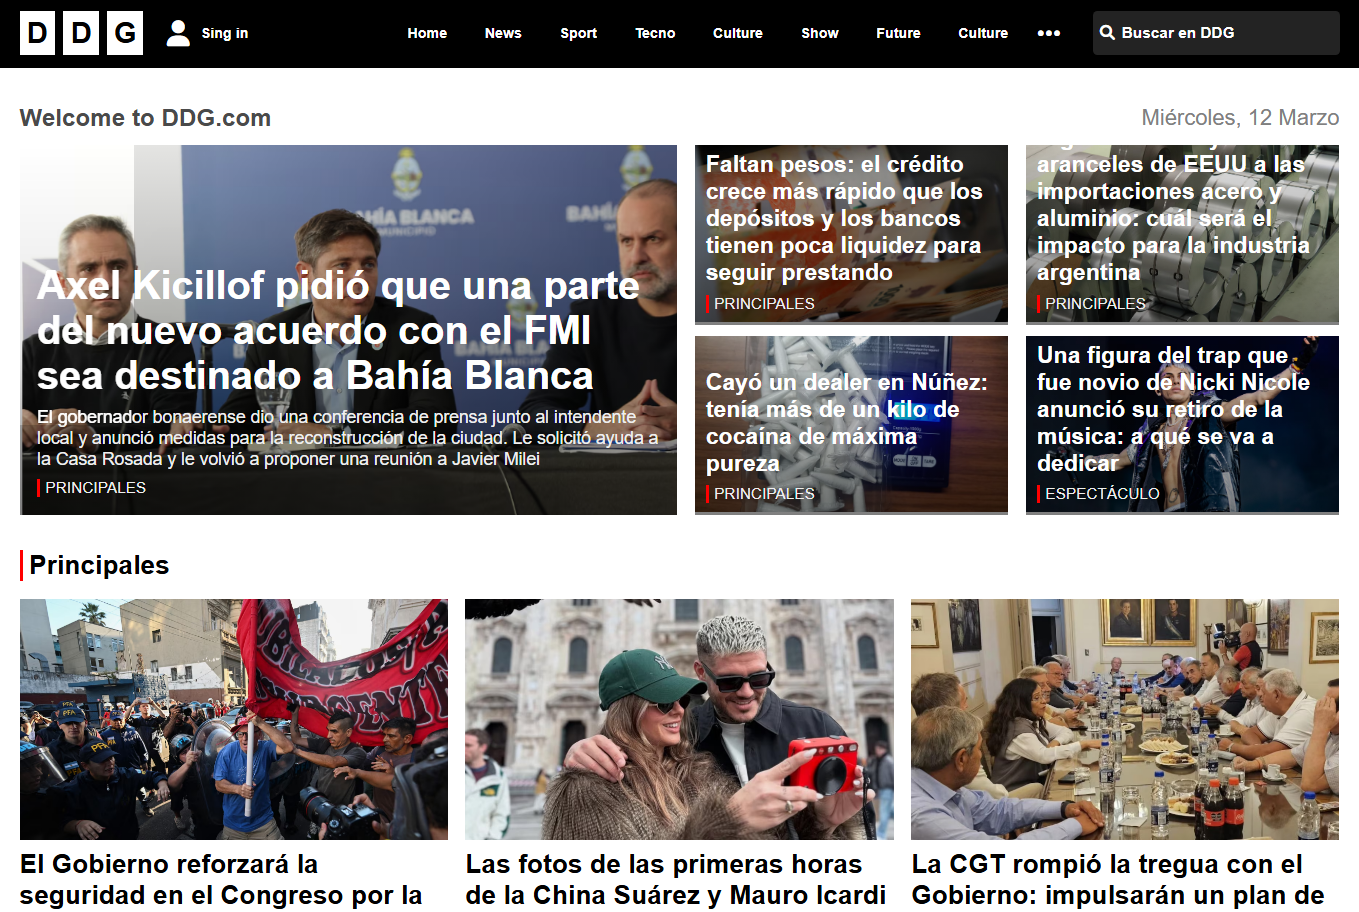 D D G
Sing in
Home News Sport Tecno Culture Show Future Culture •••
Buscar en DDG
Welcome to DDG.com
Miércoles, 12 Marzo
BAHÍA BLANCA
MUNICIPIO
Axel Kicillof pidió que una parte
del nuevo acuerdo con el FMI
sea destinado a Bahía Blanca
El gobernador bonaerense dio una conferencia de prensa junto al intendente
local y anunció medidas para la reconstrucción de la ciudad. Le solicitó ayuda a
la Casa Rosada y le volvió a proponer una reunión a Javier Milei
PRINCIPALES
Faltan pesos: el crédito
crece más rápido que los
depósitos y los bancos
tienen poca liquidez para
seguir prestando
PRINCIPALES
aranceles de EEUU a las
importaciones acero y
aluminio: cuál será el
impacto para la industria
argentina
PRINCIPALES
Cayó un dealer en Núñez:
tenía más de un kilo de
cocaína de máxima
pureza
PRINCIPALES
Una figura del trap que
fue novio de Nicki Nicole
anunció su retiro de la
música: a qué se va a
dedicar
ESPECTÁCULO
Principales
PFA
PFA
El Gobierno reforzará la
seguridad en el Congreso por la
Las fotos de las primeras horas
de la China Suárez y Mauro Icardi
La CGT rompió la tregua con el
Gobierno: impulsarán un plan de